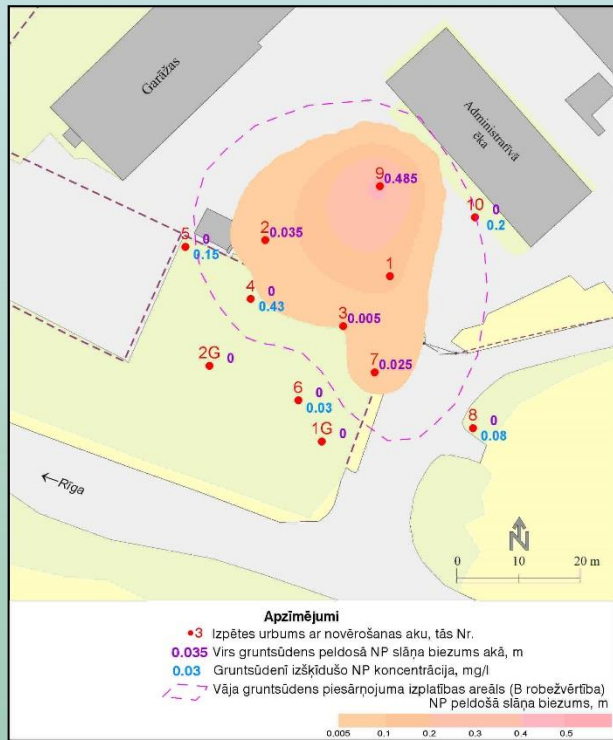 Garāžas
Administratīvā
ēka
9
0.485
10
0
0.2
2
0.035
5
0
0.15
1
4
0
0.43
3
0.005
2G
0
7
0.025
6
0
0.03
8
0
0.08
1G
0
←Rīga
N
0 10 20 m
Apzīmējumi
3 Izpētes urbums ar novērošanas aku, tās Nr.
0.035 Virs gruntsūdens peldošā NP slāņa biezums akā, m
0.03 Gruntsūdenī izšķīdušo NP koncentrācija, mg/l
Vāja gruntsūdens piesārņojuma izplatības areāls (B robežvērtība)
NP peldošā slāņa biezums, m
0.005 0.1 0.2 0.3 0.4 0.5